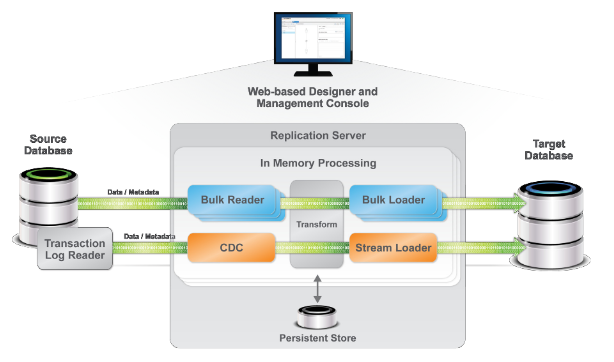 Web-based Designer and
Management Console
Source
Database
Replication Server
Target
Database
In Memory Processing
Data / Metadata
Bulk Reader
Bulk Loader
Transform
Transaction
Log Reader
Data / Metadata
CDC
Stream Loader
Persistent Store